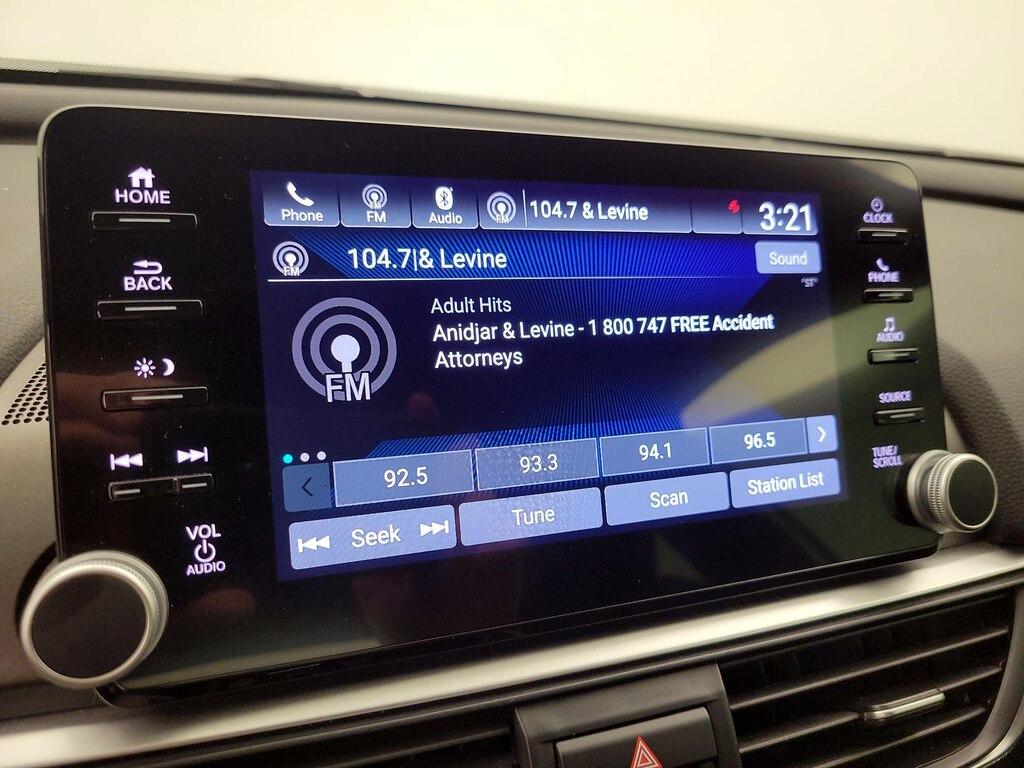 HOME
BACK
VOL
AUDIO
Phone
FM
Audio
FM
104.7 & Levine
3:21
FM
104.7|& Levine
Sound
"ST"
FM
Adult Hits
Anidjar & Levine - 1 800 747 FREE Accident
Attorneys
92.5
93.3
94.1
96.5
Seek
Tune
Scan
Station List
CLOCK
PHONE
AUDIO
SOURCE
TUNE/
SCROLL